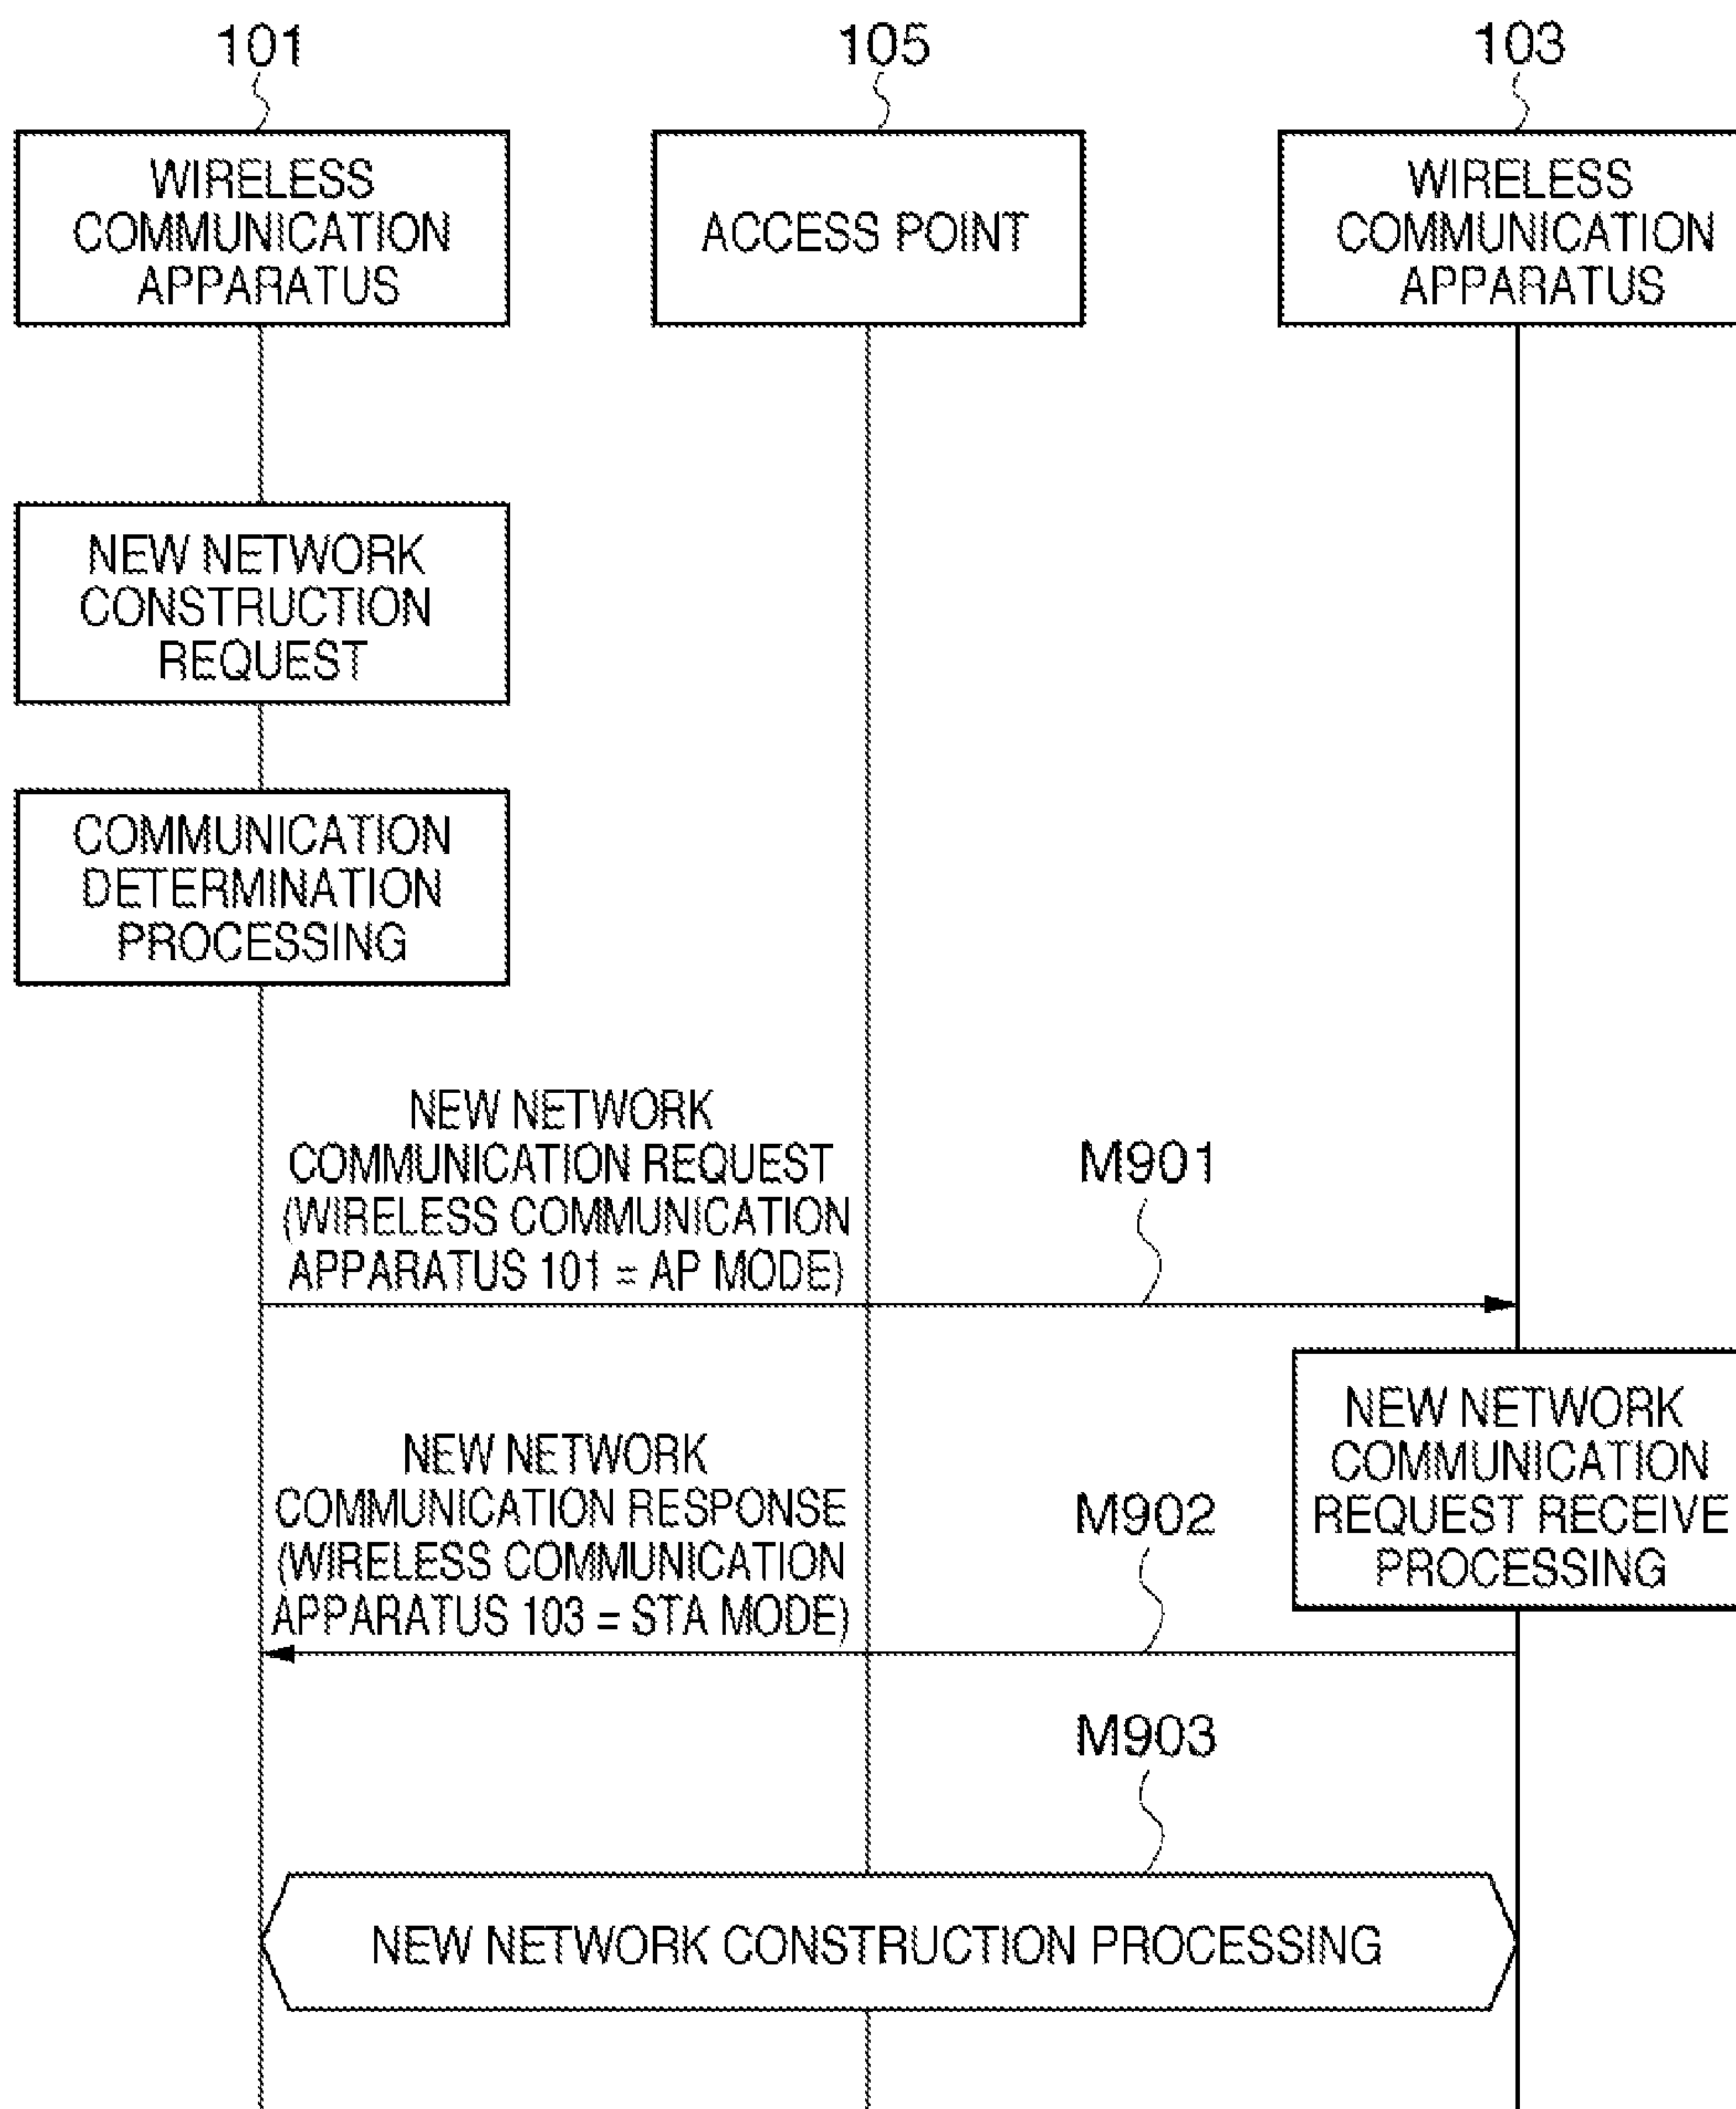 101
105
103
WIRELESS
COMMUNICATION
APPARATUS
ACCESS POINT
WIRELESS
COMMUNICATION
APPARATUS
NEW NETWORK
CONSTRUCTION
REQUEST
COMMUNICATION
DETERMINATION
PROCESSING
NEW NETWORK
COMMUNICATION REQUEST
(WIRELESS COMMUNICATION
APPARATUS 101 = AP MODE)
M901
NEW NETWORK
COMMUNICATION
REQUEST RECEIVE
PROCESSING
NEW NETWORK
COMMUNICATION RESPONSE
(WIRELESS COMMUNICATION
APPARATUS 103 = STA MODE)
M902
M903
NEW NETWORK CONSTRUCTION PROCESSING